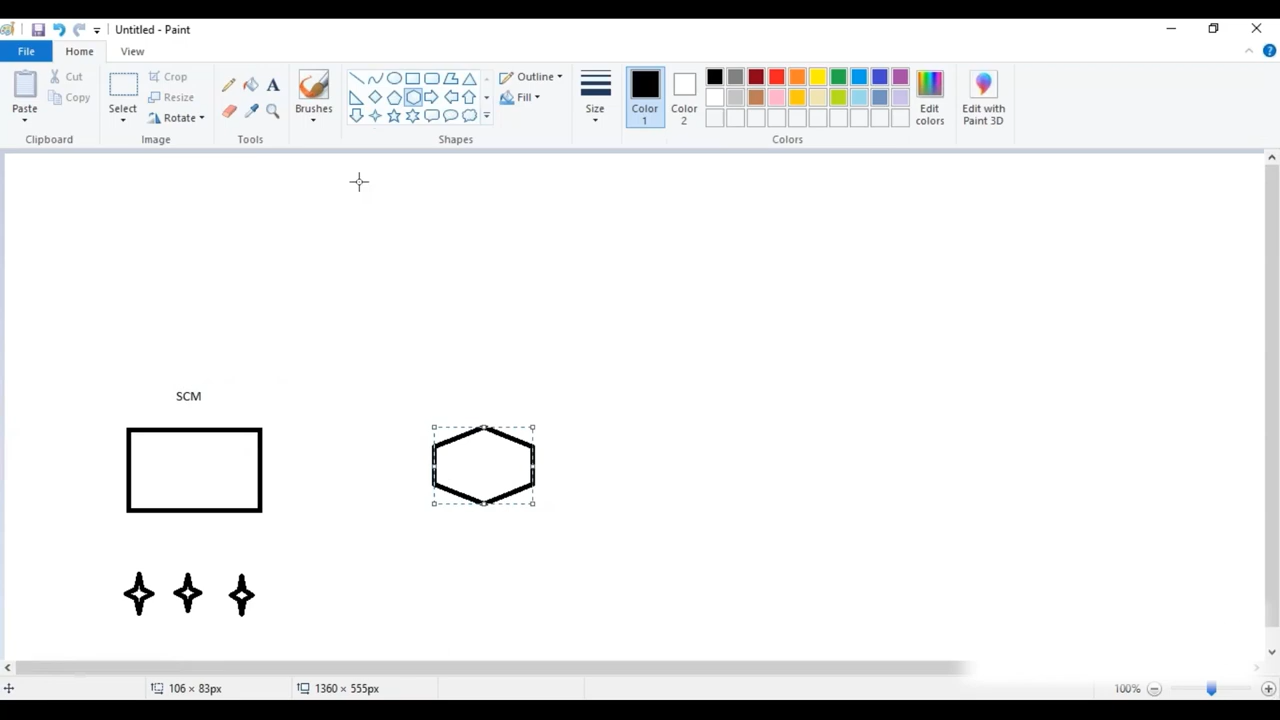 Untitled - Paint
File Home View
Paste Cut Copy Clipboard
Select Crop Resize Rotate Image
Tools
Brushes
Outline Fill Shapes
Size
Color 1
Color 2
Edit colors
Colors
Edit with Paint 3D
SCM
106 × 83px 1360 × 555px 100%